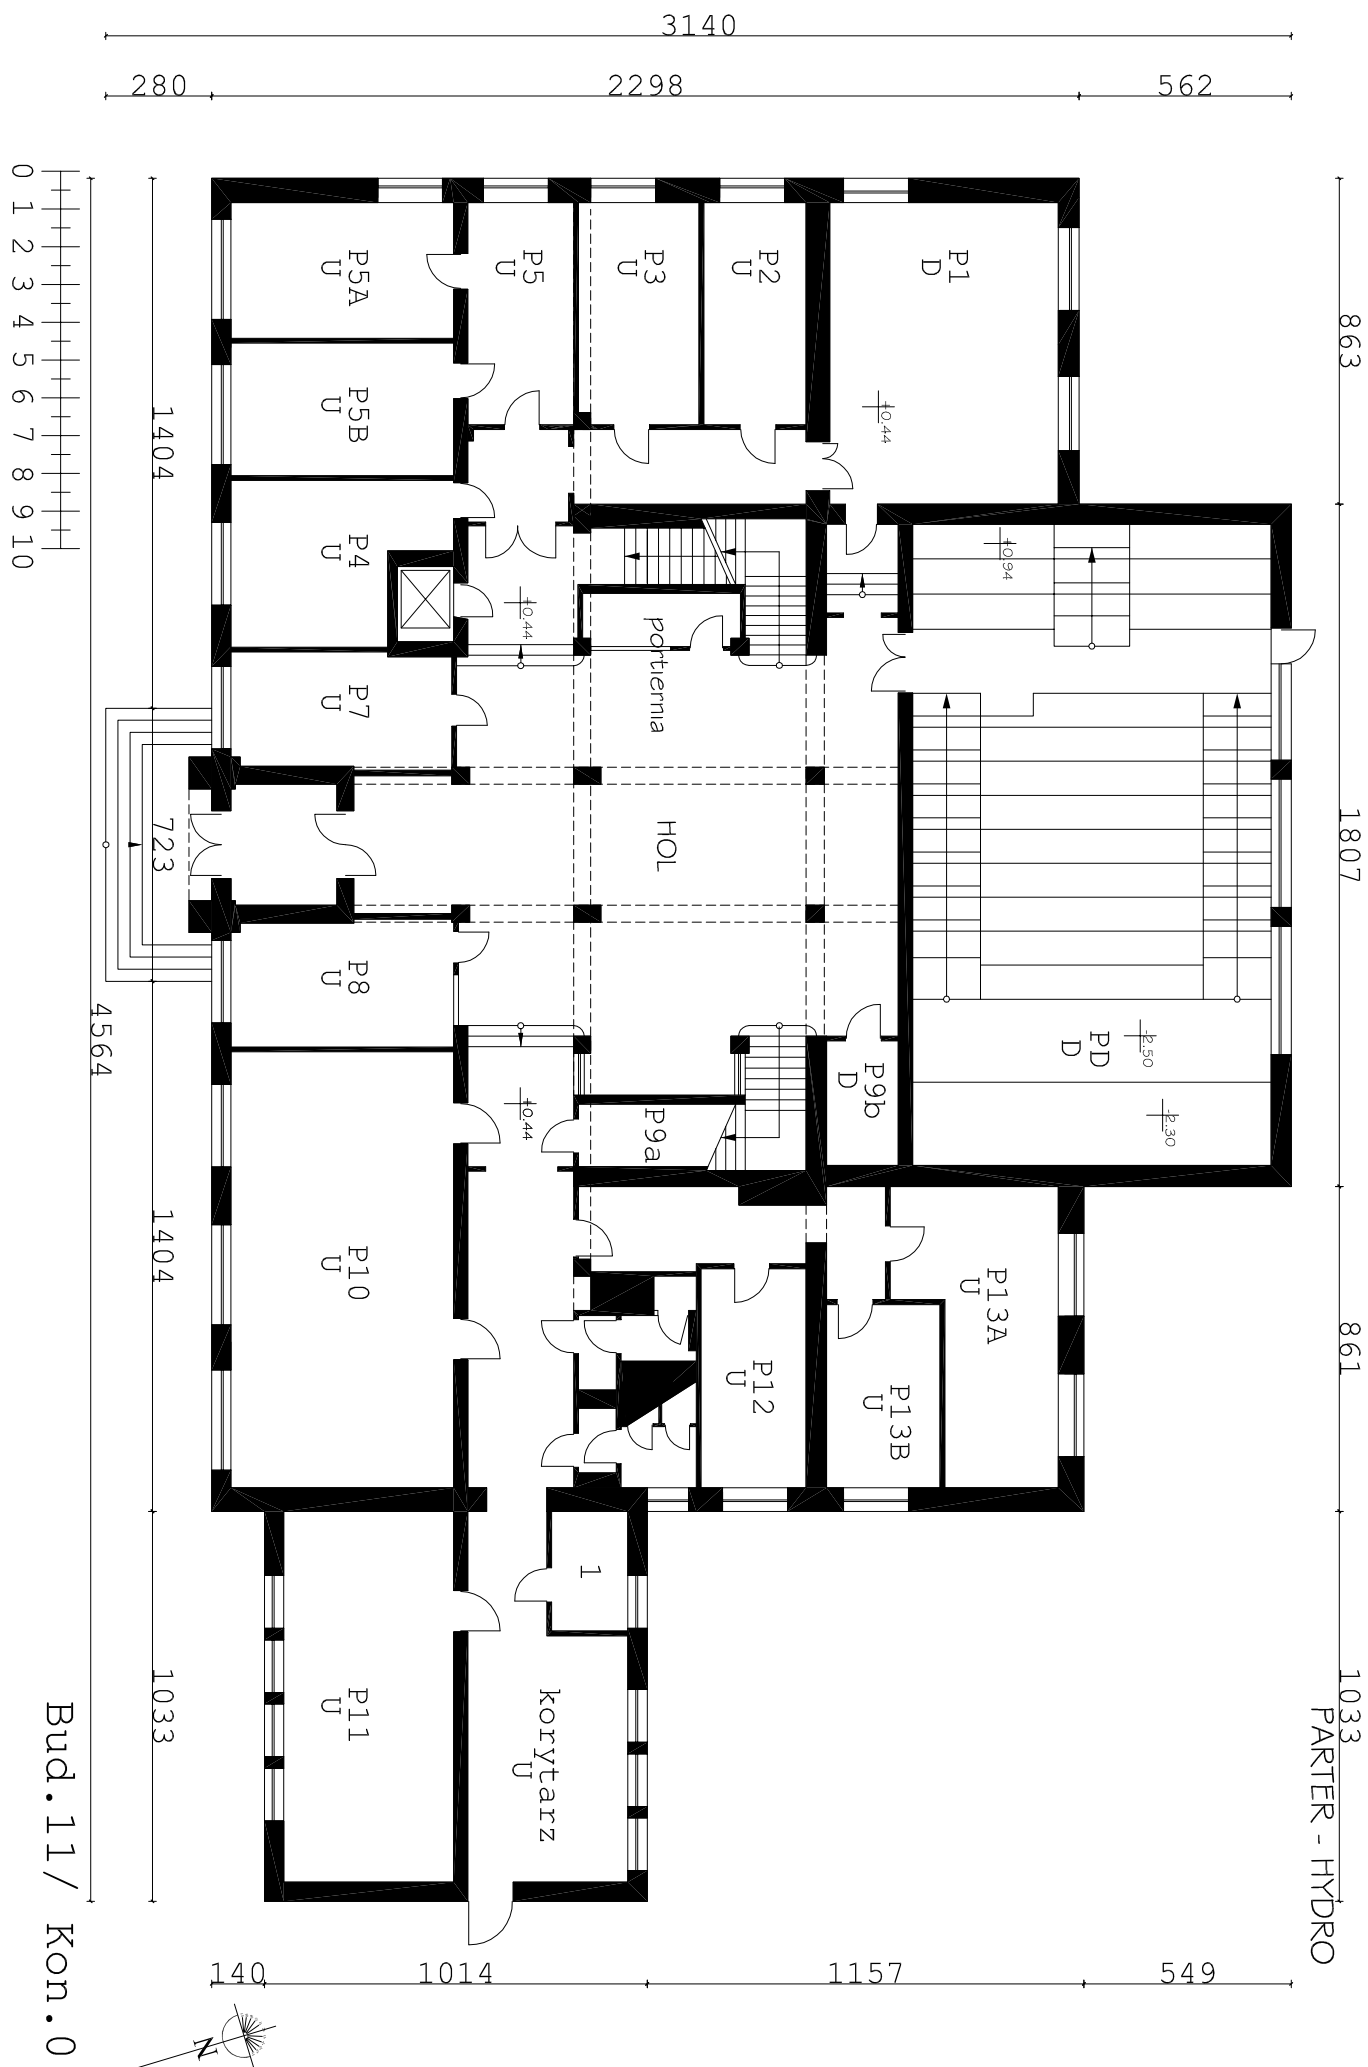 3140
280
2298
562
0
1
2
3
4
5
6
7
8
9
10
863
1807
861
1033
1404
723
1404
1033
4564
P5A
U
P5
U
P3
U
P2
U
P1
D
P5B
U
+0.44
P4
U
+0.44
+0.94
portiernia
P7
U
HOL
P8
U
-2.50
PD
D
P9b
D
+0.44
P9a
-2.30
P10
U
P13A
U
P12
U
P13B
U
1
P11
U
korytarz
U
PARTER - HYDRO
Bud.11/ Kon.0
140
1014
1157
549
N